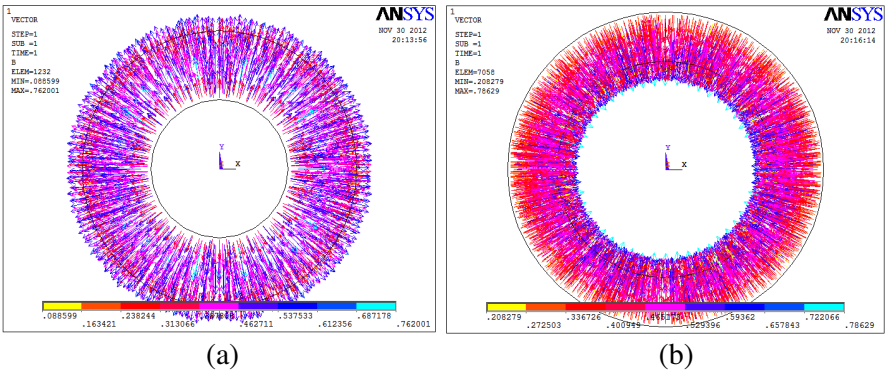 1
ANSYS
VECTOR
NOV 30 2012
20:13:56
STEP=1
SUB =1
TIME=1
B
ELEM=1232
MIN=.088599
MAX=.762001
Y
X
.088599
.163421
.238244
.313066
.462711
.537533
.612356
.687178
.762001
(a)
1
ANSYS
VECTOR
NOV 30 2012
20:16:14
STEP=1
SUB =1
TIME=1
B
ELEM=7058
MIN=.208279
MAX=.78629
Y
X
.208279
.272503
.336726
.400949
.529396
.59362
.657843
.722066
.78629
(b)